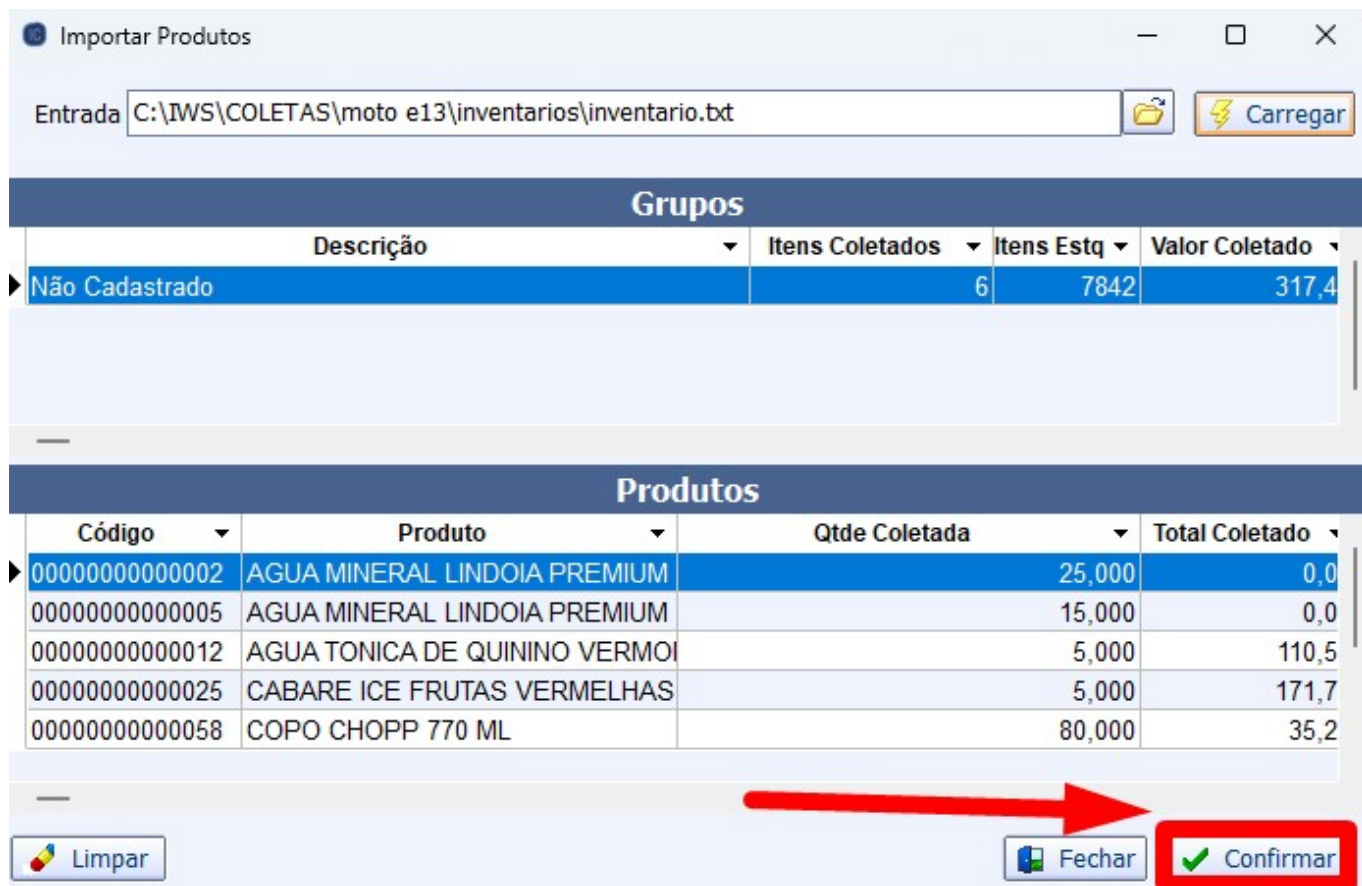 Importar Produtos
Entrada C:\IWS\COLETAS\moto e13\inventarios\inventario.txt Carregar
Grupos
Descrição Itens Coletados Itens Estq Valor Coletado
Não Cadastrado 6 7842 317,4
Produtos
Código Produto Qtde Coletada Total Coletado
00000000000002 AGUA MINERAL LINDOIA PREMIUM 25,000 0,0
00000000000005 AGUA MINERAL LINDOIA PREMIUM 15,000 0,0
00000000000012 AGUA TONICA DE QUININO VERMO 5,000 110,5
00000000000025 CABARE ICE FRUTAS VERMELHAS 5,000 171,7
00000000000058 COPO CHOPP 770 ML 80,000 35,2
Limpar Fechar Confirmar